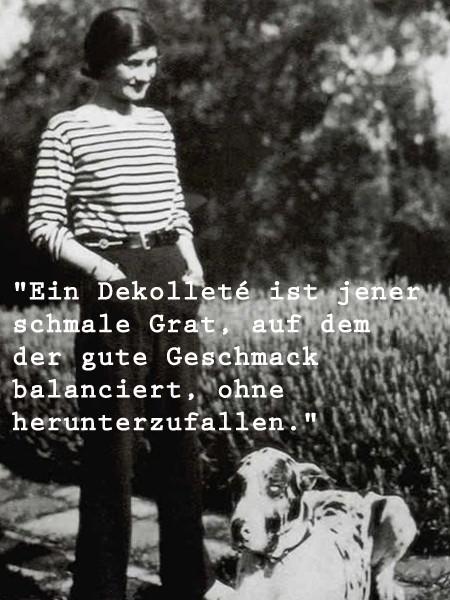 "Ein Dekolleté ist jener
schmale Grat, auf dem
der gute Geschmack
balanciert, ohne
herunterzufallen."